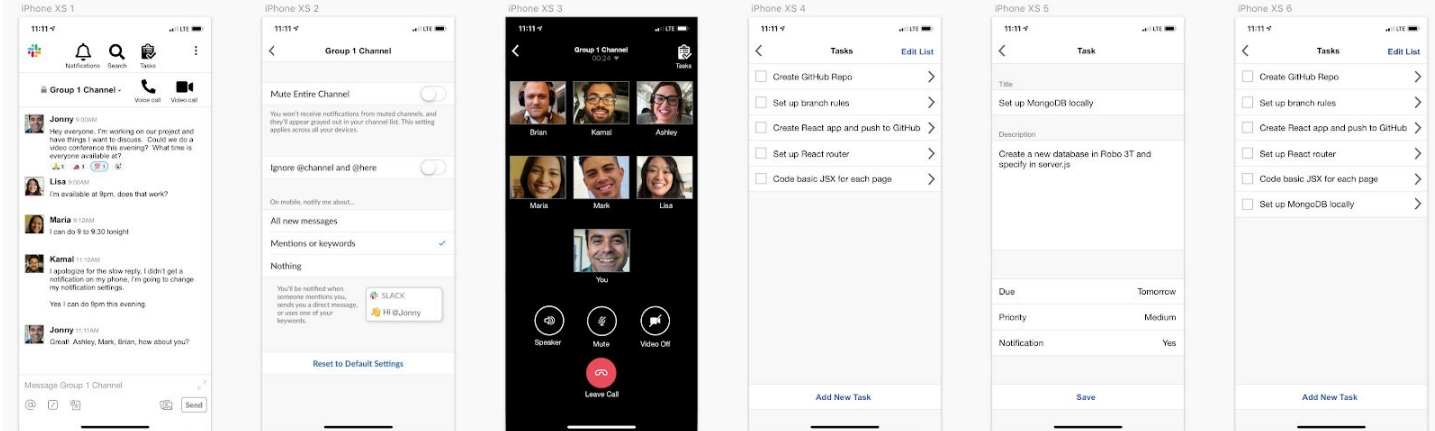 iPhone XS 1
11:11
LTE
Notifications
Search
Tasks
Group 1 Channel
Voice call
Video call
Jonny 9:00AM
Hey everyone, I'm working on our project and
have things I want to discuss. Could we do a
video conference this evening? What time is
everyone available at?
1
1
1
Lisa 9:00AM
I'm available at 9pm, does that work?
Maria 9:12AM
I can do 9 to 9:30 tonight
Kamal 11:10AM
I apologize for the slow reply, I didn't get a
notification on my phone, I'm going to change
my notification settings.
Yes I can do 9pm this evening.
Jonny 11:11AM
Great! Ashley, Mark, Brian, how about you?
Message Group 1 Channel
@
Send
iPhone XS 2
11:11
LTE
Group 1 Channel
Mute Entire Channel
You won't receive notifications from muted channels, and
they'll appear grayed out in your channel list. This setting
applies across all your devices.
Ignore @channel and @here
On mobile, notify me about...
All new messages
Mentions or keywords
Nothing
You'll be notified when
someone mentions you,
sends you a direct message,
or uses one of your
keywords.
SLACK
Hi @Jonny
Reset to Default Settings
iPhone XS 3
11:11
LTE
Group 1 Channel
00:24
Tasks
Brian
Kamal
Ashley
Maria
Mark
Lisa
You
Speaker
Mute
Video Off
Leave Call
iPhone XS 4
11:11
LTE
Tasks
Edit List
Create GitHub Repo
Set up branch rules
Create React app and push to GitHub
Set up React router
Code basic JSX for each page
Add New Task
iPhone XS 5
11:11
LTE
Task
Title
Set up MongoDB locally
Description
Create a new database in Robo 3T and
specify in server.js
Due Tomorrow
Priority Medium
Notification Yes
Save
iPhone XS 6
11:11
LTE
Tasks
Edit List
Create GitHub Repo
Set up branch rules
Create React app and push to GitHub
Set up React router
Code basic JSX for each page
Set up MongoDB locally
Add New Task